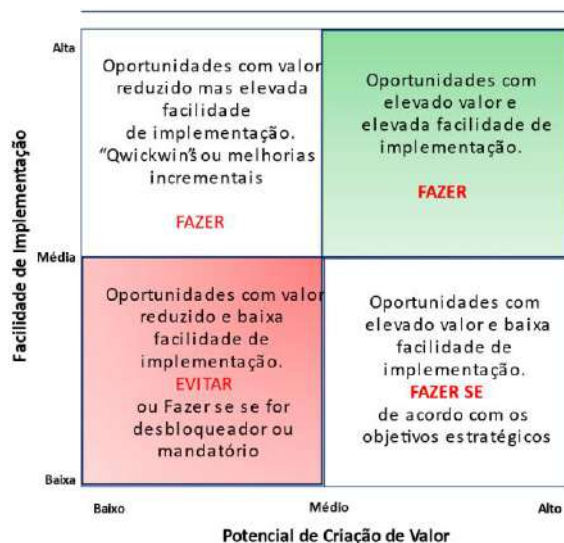 Facilidade de Implementação
Alta
Média
Baixa
Oportunidades com valor
reduzido mas elevada
facilidade
de implementação.
“Qwickwin’s ou melhorias
incrementais
FAZER
Oportunidades com
elevado valor e
elevada facilidade de
implementação.
FAZER
Oportunidades com valor
reduzido e baixa
facilidade de
implementação.
EVITAR
ou Fazer se se for
desbloqueador ou
mandatório
Oportunidades com
elevado valor e baixa
facilidade de
implementação.
FAZER SE
de acordo com os
objetivos estratégicos
Baixo
Médio
Alto
Potencial de Criação de Valor